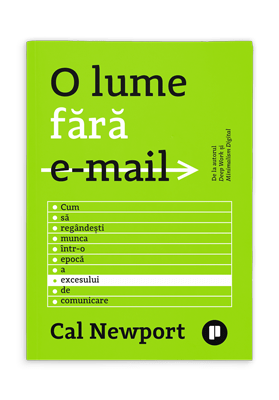 O lume
fără
e-mail
De la autorul
Deep Work și
Minimalism Digital
Cum
să
regândești
munca
într-o
epocă
a
excesului
de
comunicare
Cal Newport